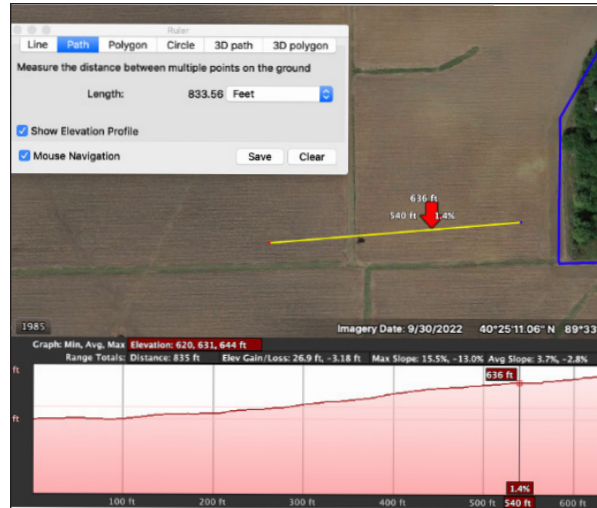 Ruler
Line Path Polygon Circle 3D path 3D polygon
Measure the distance between multiple points on the ground
Length: 833.56 Feet
Show Elevation Profile
Mouse Navigation Save Clear
636 ft
540 ft 1.4%
1985
Imagery Date: 9/30/2022 40°25'11.06" N 89°33
Graph: Min, Avg, Max Elevation: 620, 631, 644 ft
Range Totals: Distance: 835 ft Elev Gain/Loss: 26.9 ft, -3.18 ft Max Slope: 15.5%, -13.0% Avg Slope: 3.7%, -2.8%
ft
636 ft
ft
1.4%
100 ft 200 ft 300 ft 400 ft 500 ft 540 ft 600 ft